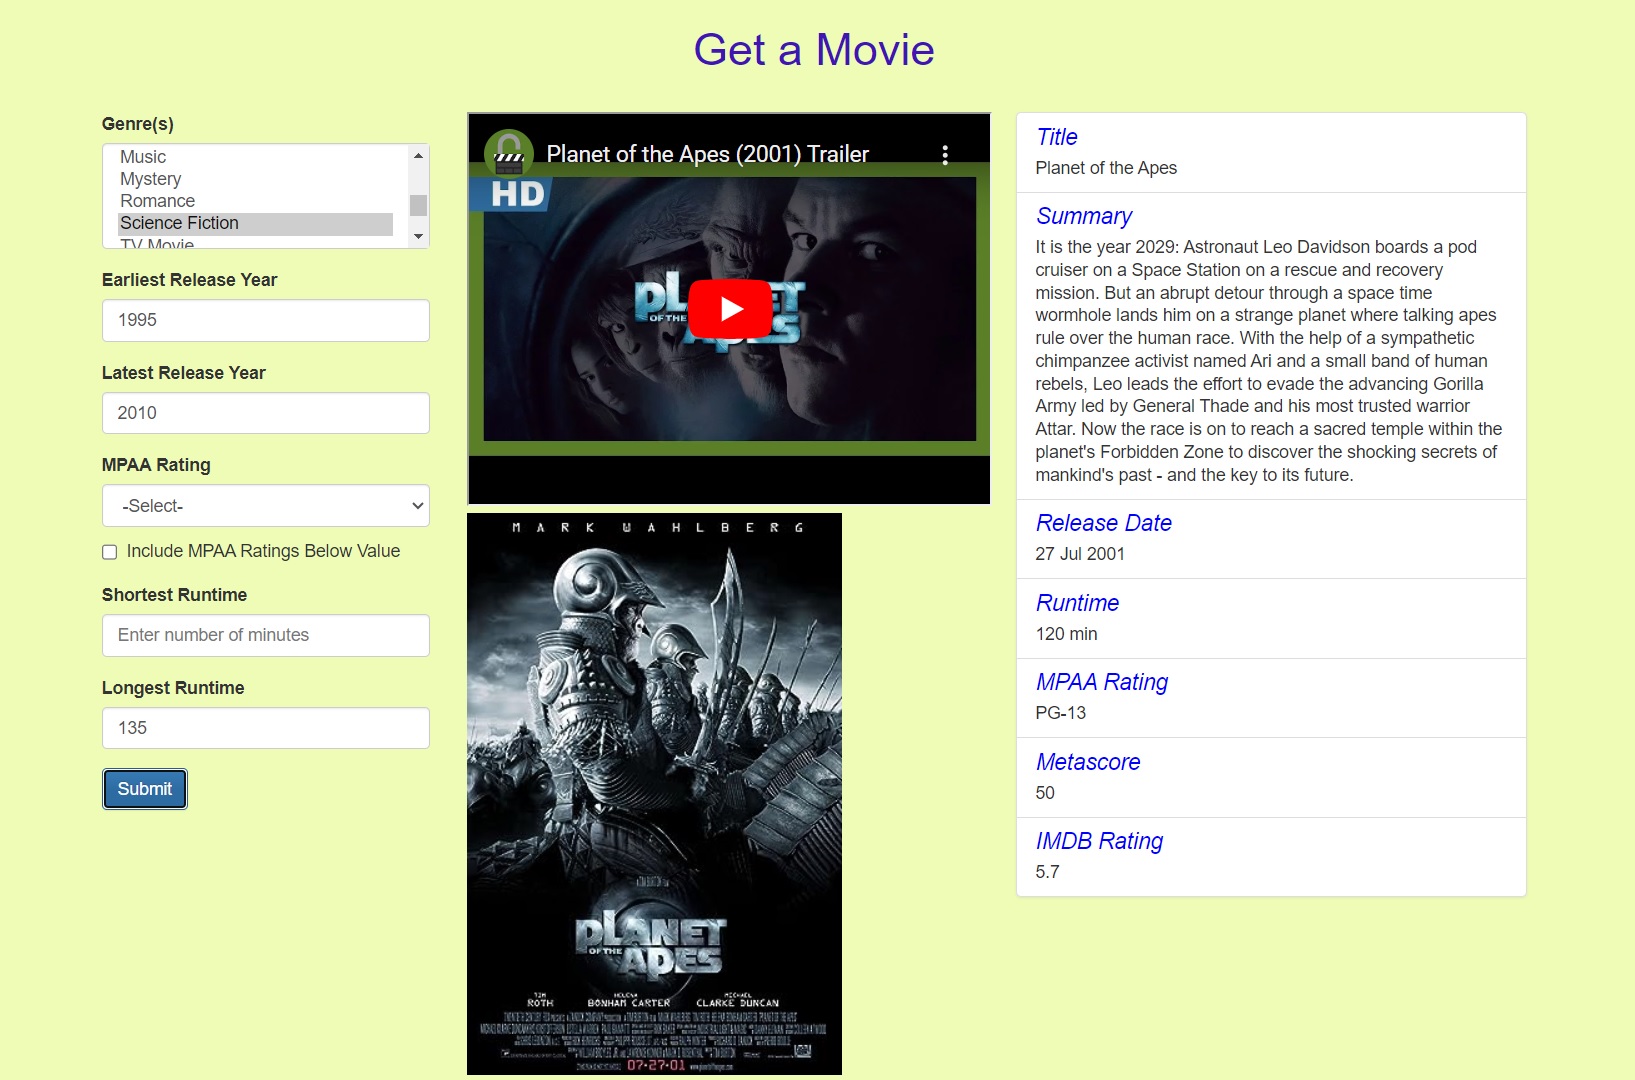 Get a Movie
Genre(s)
Music
Mystery
Romance
Science Fiction
TV Movie
Earliest Release Year
1995
Latest Release Year
2010
MPAA Rating
-Select-
Include MPAA Ratings Below Value
Shortest Runtime
Enter number of minutes
Longest Runtime
135
Submit
Planet of the Apes (2001) Trailer
HD
PLANET
OF THE
APES
MARK WAHLBERG
PLANET
OF THE
APES
TIM
ROTH
HELENA
BONHAM CARTER
MICHAEL
CLARKE DUNCAN
07·27·01
Title
Planet of the Apes
Summary
It is the year 2029: Astronaut Leo Davidson boards a pod
cruiser on a Space Station on a rescue and recovery
mission. But an abrupt detour through a space time
wormhole lands him on a strange planet where talking apes
rule over the human race. With the help of a sympathetic
chimpanzee activist named Ari and a small band of human
rebels, Leo leads the effort to evade the advancing Gorilla
Army led by General Thade and his most trusted warrior
Attar. Now the race is on to reach a sacred temple within the
planet's Forbidden Zone to discover the shocking secrets of
mankind's past - and the key to its future.
Release Date
27 Jul 2001
Runtime
120 min
MPAA Rating
PG-13
Metascore
50
IMDB Rating
5.7